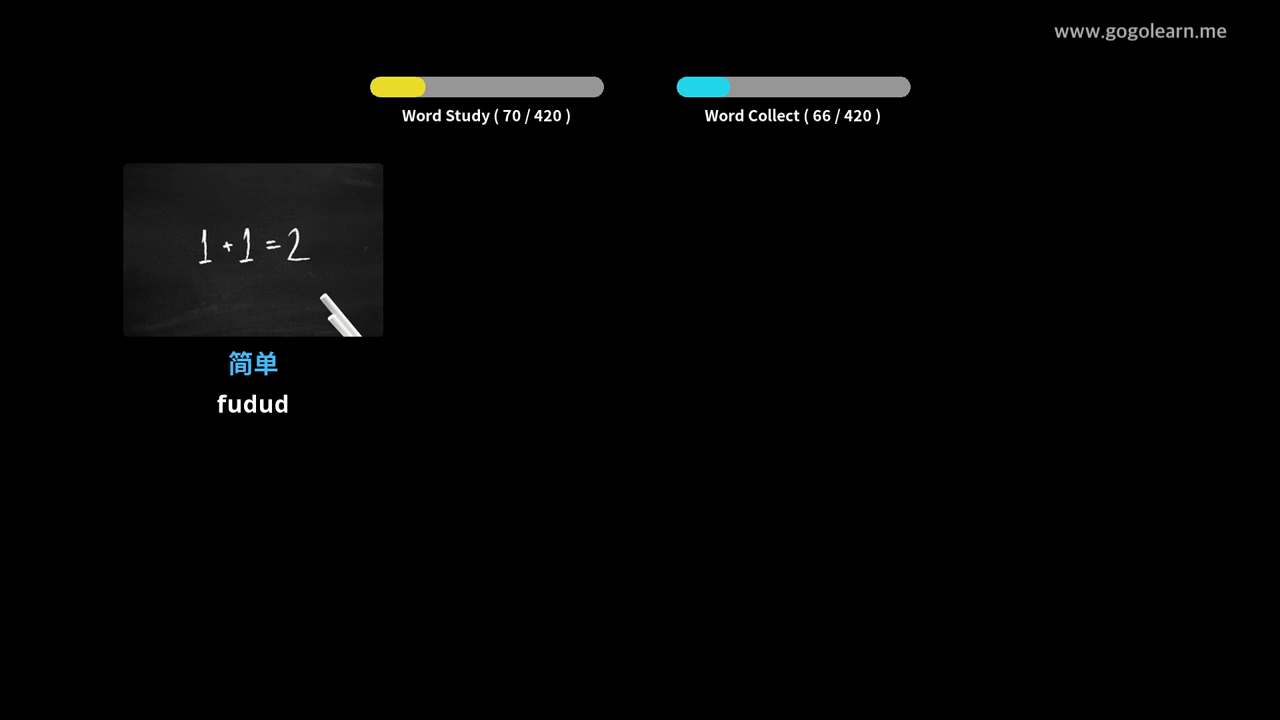 www.gogolearn.me
Word Study ( 70 / 420 )
Word Collect ( 66 / 420 )
1 + 1 = 2
简单
fudud